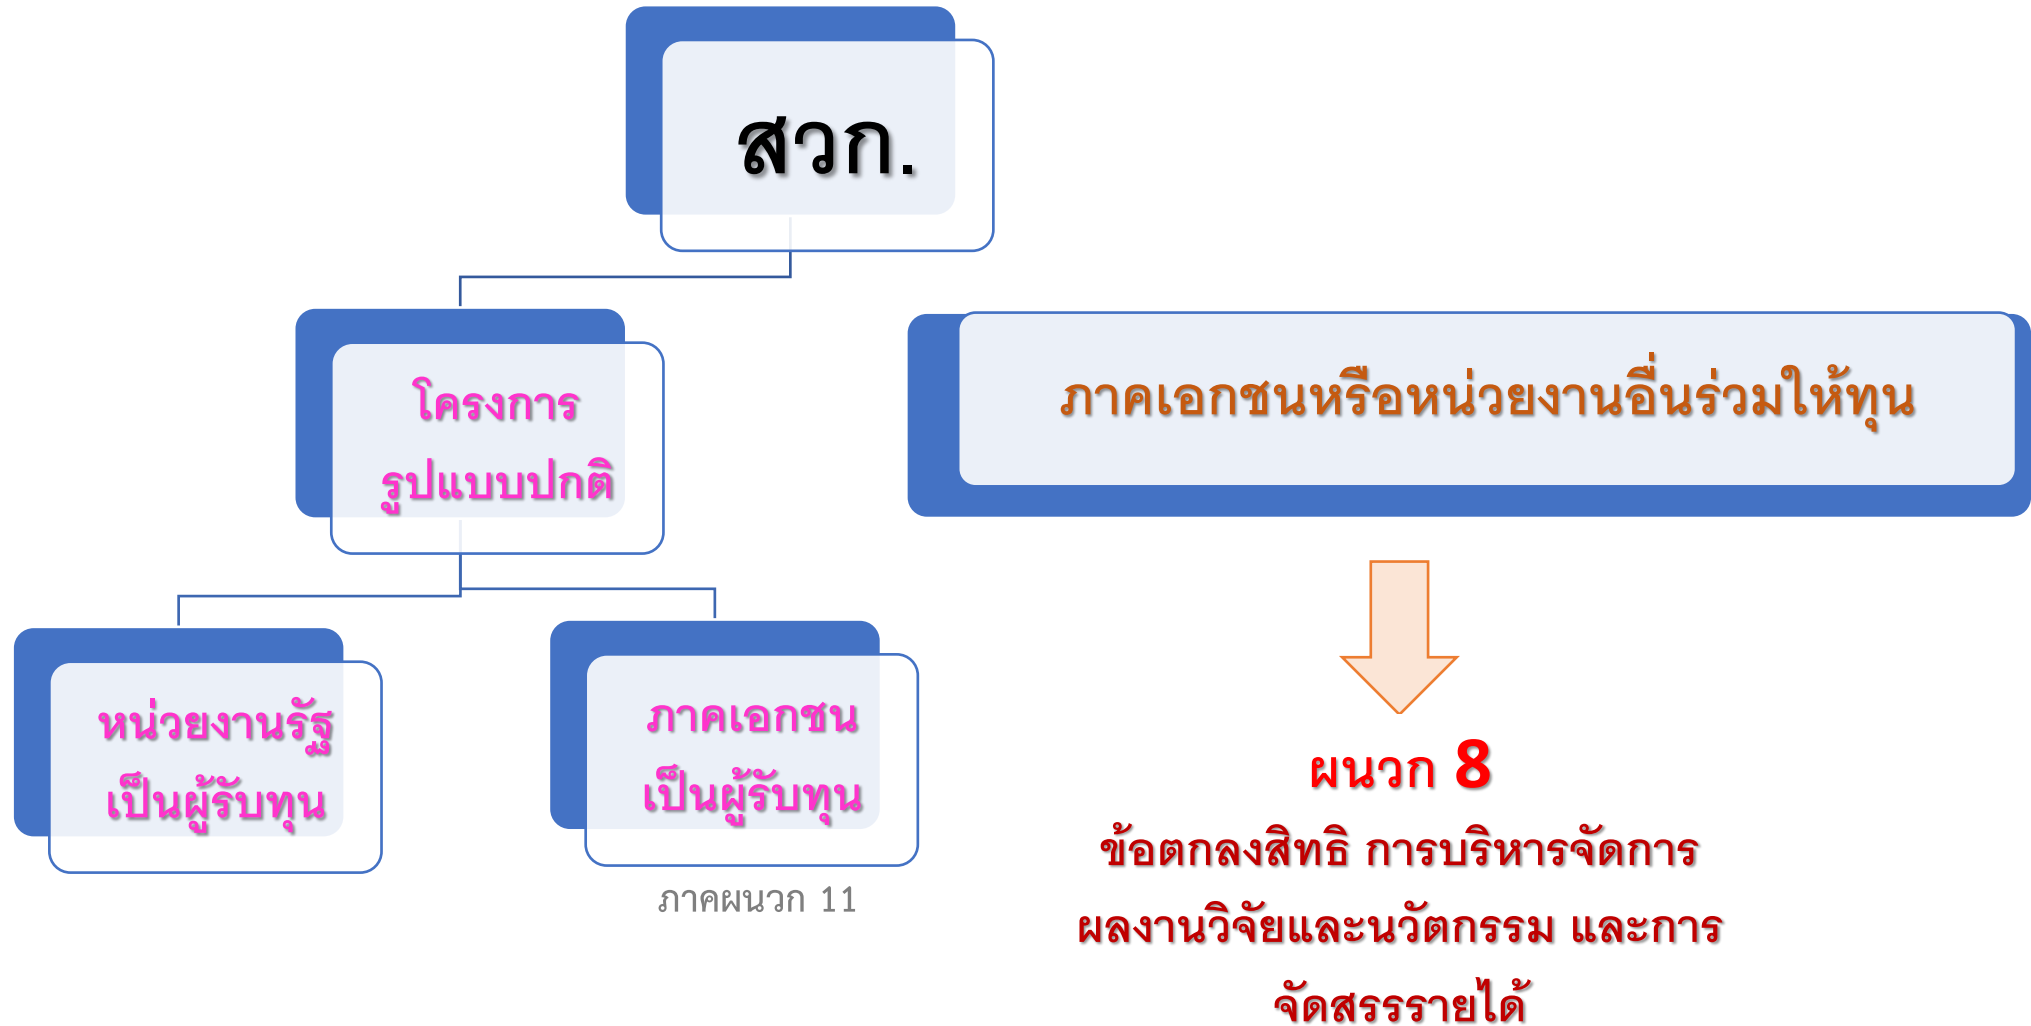 สวก.
โครงการ
รูปแบบปกติ
ภาคเอกชนหรือหน่วยงานอื่นร่วมให้ทุน
หน่วยงานรัฐ
เป็นผู้รับทุน
ภาคเอกชน
เป็นผู้รับทุน
ภาคผนวก 11
ผนวก 8
ข้อตกลงสิทธิ การบริหารจัดการ
ผลงานวิจัยและนวัตกรรม และการ
จัดสรรรายได้